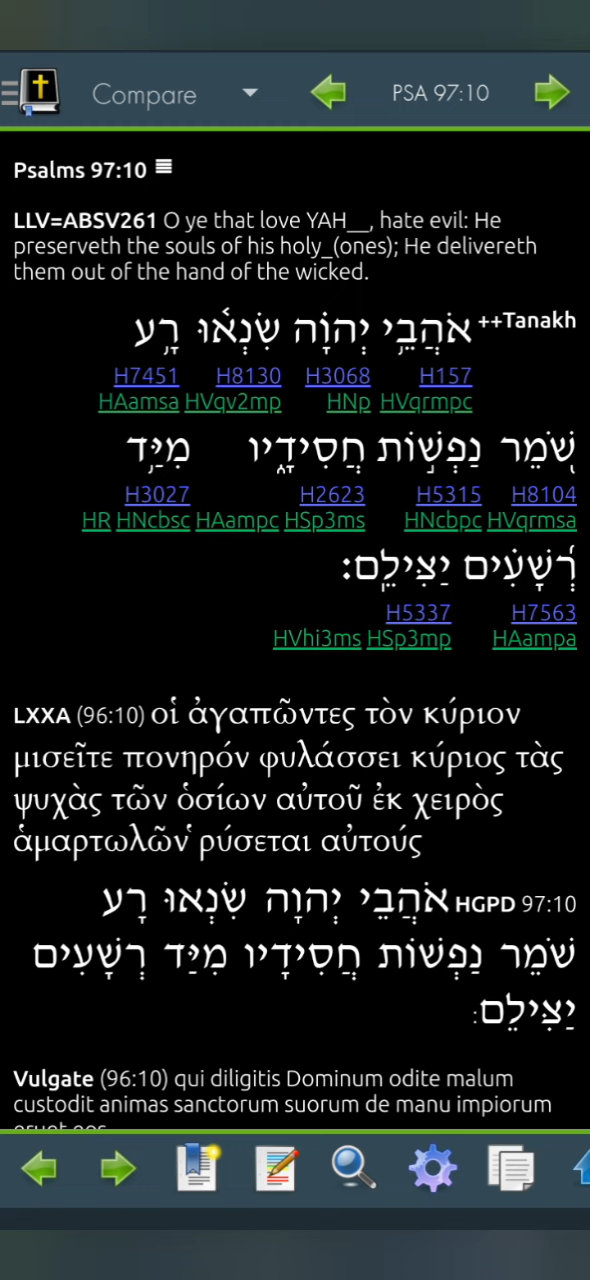 Compare
PSA 97:10
Psalms 97:10
LLV=ABSV261 O ye that love YAH__, hate evil: He
preserveth the souls of his holy_(ones); He delivereth
them out of the hand of the wicked.
++Tanakh אֹהֲבֵ֥י יְהוָ֗ה שִׂנְא֫וּ רָ֥ע
H7451 H8130 H3068 H157
HAamsa HVqv2mp HNp HVqrmpc
שֹׁ֭מֵר נַפְשׁ֣וֹת חֲסִידָ֑יו מִיַּ֥ד
H3027 H2623 H5315 H8104
HR HNcbsc HAampc HSp3ms HNcbpc HVqrmsa
רְ֝שָׁעִ֗ים יַצִּילֵֽם׃
H5337 H7563
HVhi3ms HSp3mp HAampa
LXXA (96:10) οἱ ἀγαπῶντες τὸν κύριον
μισεῖτε πονηρόν φυλάσσει κύριος τὰς
ψυχὰς τῶν ὁσίων αὐτοῦ ἐκ χειρὸς
ἁμαρτωλῶν ῥύσεται αὐτούς
HGPD 97:10 אֹהֲבֵי יְהוָה שִׂנְאוּ רָע
שֹׁמֵר נַפְשׁוֹת חֲסִידָיו מִיַּד רְשָׁעִים
יַצִּילֵם׃
Vulgate (96:10) qui diligitis Dominum odite malum
custodit animas sanctorum suorum de manu impiorum